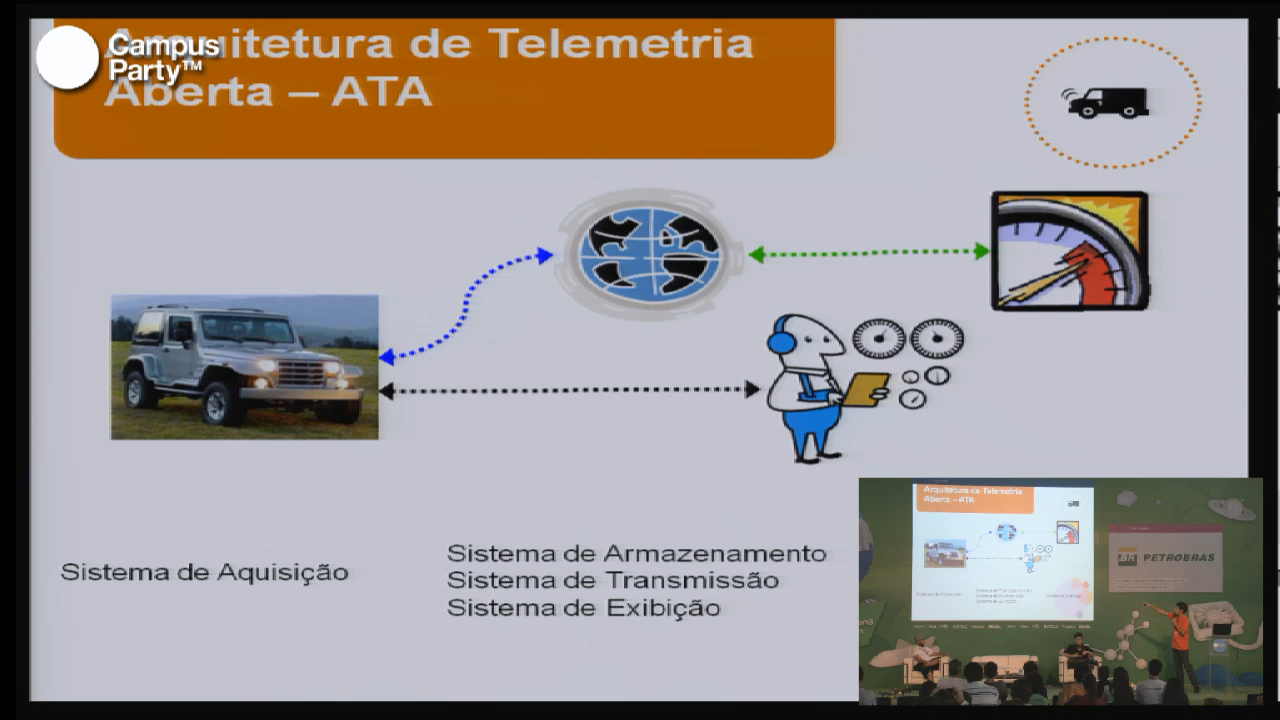 Campus
Party™
Arquitetura de Telemetria
Aberta – ATA
Sistema de Aquisição
Sistema de Armazenamento
Sistema de Transmissão
Sistema de Exibição
Arquitetura de Telemetria
Aberta – ATA
BR PETROBRAS